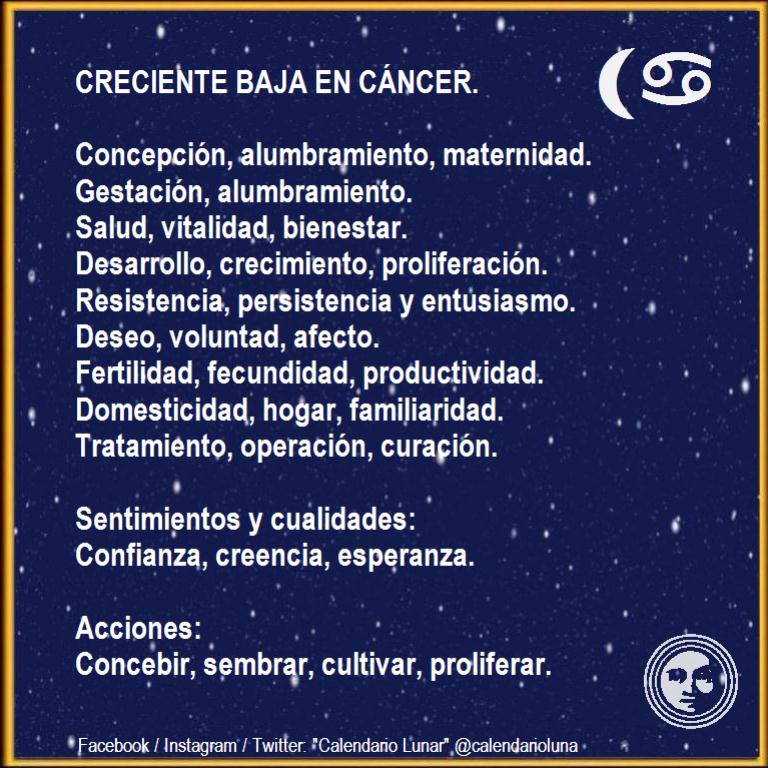 CRECIENTE BAJA EN CÁNCER.
Concepción, alumbramiento, maternidad.
Gestación, alumbramiento.
Salud, vitalidad, bienestar.
Desarrollo, crecimiento, proliferación.
Resistencia, persistencia y entusiasmo.
Deseo, voluntad, afecto.
Fertilidad, fecundidad, productividad.
Domesticidad, hogar, familiaridad.
Tratamiento, operación, curación.
Sentimientos y cualidades:
Confianza, creencia, esperanza.
Acciones:
Concebir, sembrar, cultivar, proliferar.
Facebook / Instagram / Twitter: "Calendario Lunar" @calendarioluna